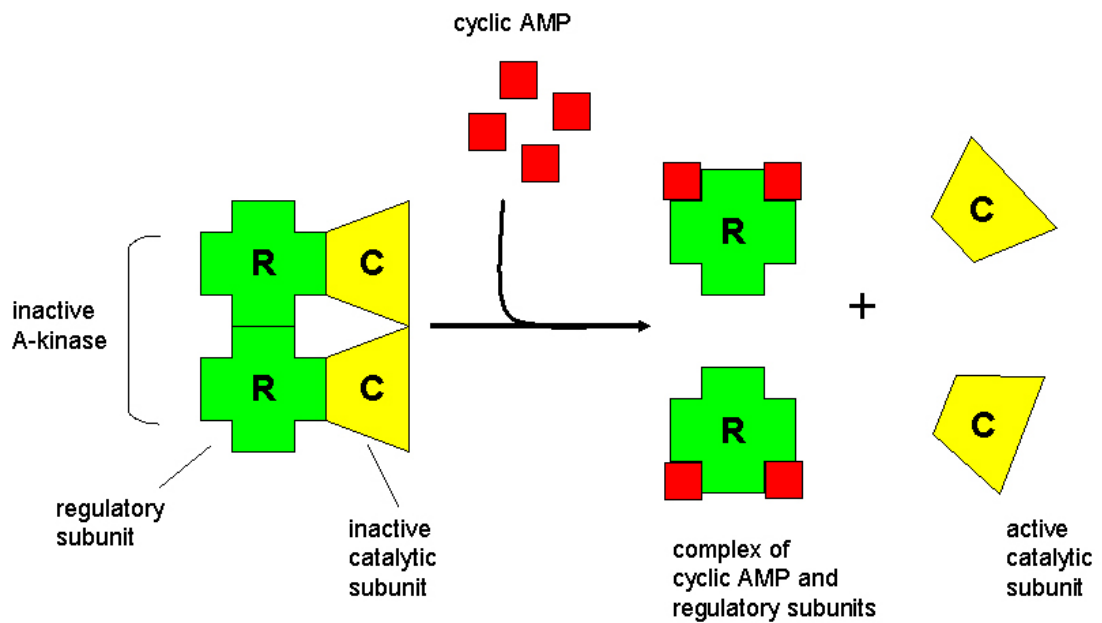 cyclic AMP
R
C
R
C
inactive
A-kinase
R
C
regulatory
subunit
inactive
catalytic
subunit
R
C
+
R
C
complex of
cyclic AMP and
regulatory subunits
active
catalytic
subunit